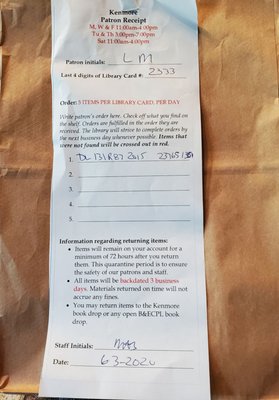 Kenmore
Patron Receipt
M, W & F 11:00am-4:00pm
Tu & Th 3:00pm-7:00pm
Sat 11:00am-4:00pm
Patron initials: L M
Last 4 digits of Library Card #: 2333
Order: 5 ITEMS PER LIBRARY CARD, PER DAY
Write patron's order here. Check off what you find on
the shelf. Orders are fulfilled in the order they are
received. The library will strive to complete orders by
the next business day whenever possible. Items that
were not found will be crossed out in red.
1. DL 131R87 2015
2.
3.
4.
5.
Information regarding returning items:
• Items will remain on your account for a
minimum of 72 hours after you return
them. This quarantine period is to ensure
the safety of our patrons and staff.
• All items will be backdated 3 business
days. Materials returned on time will not
accrue any fines.
• You may return items to the Kenmore
book drop or any open B&ECPL book
drop.
Staff Initials:
Date: 6-3-2020